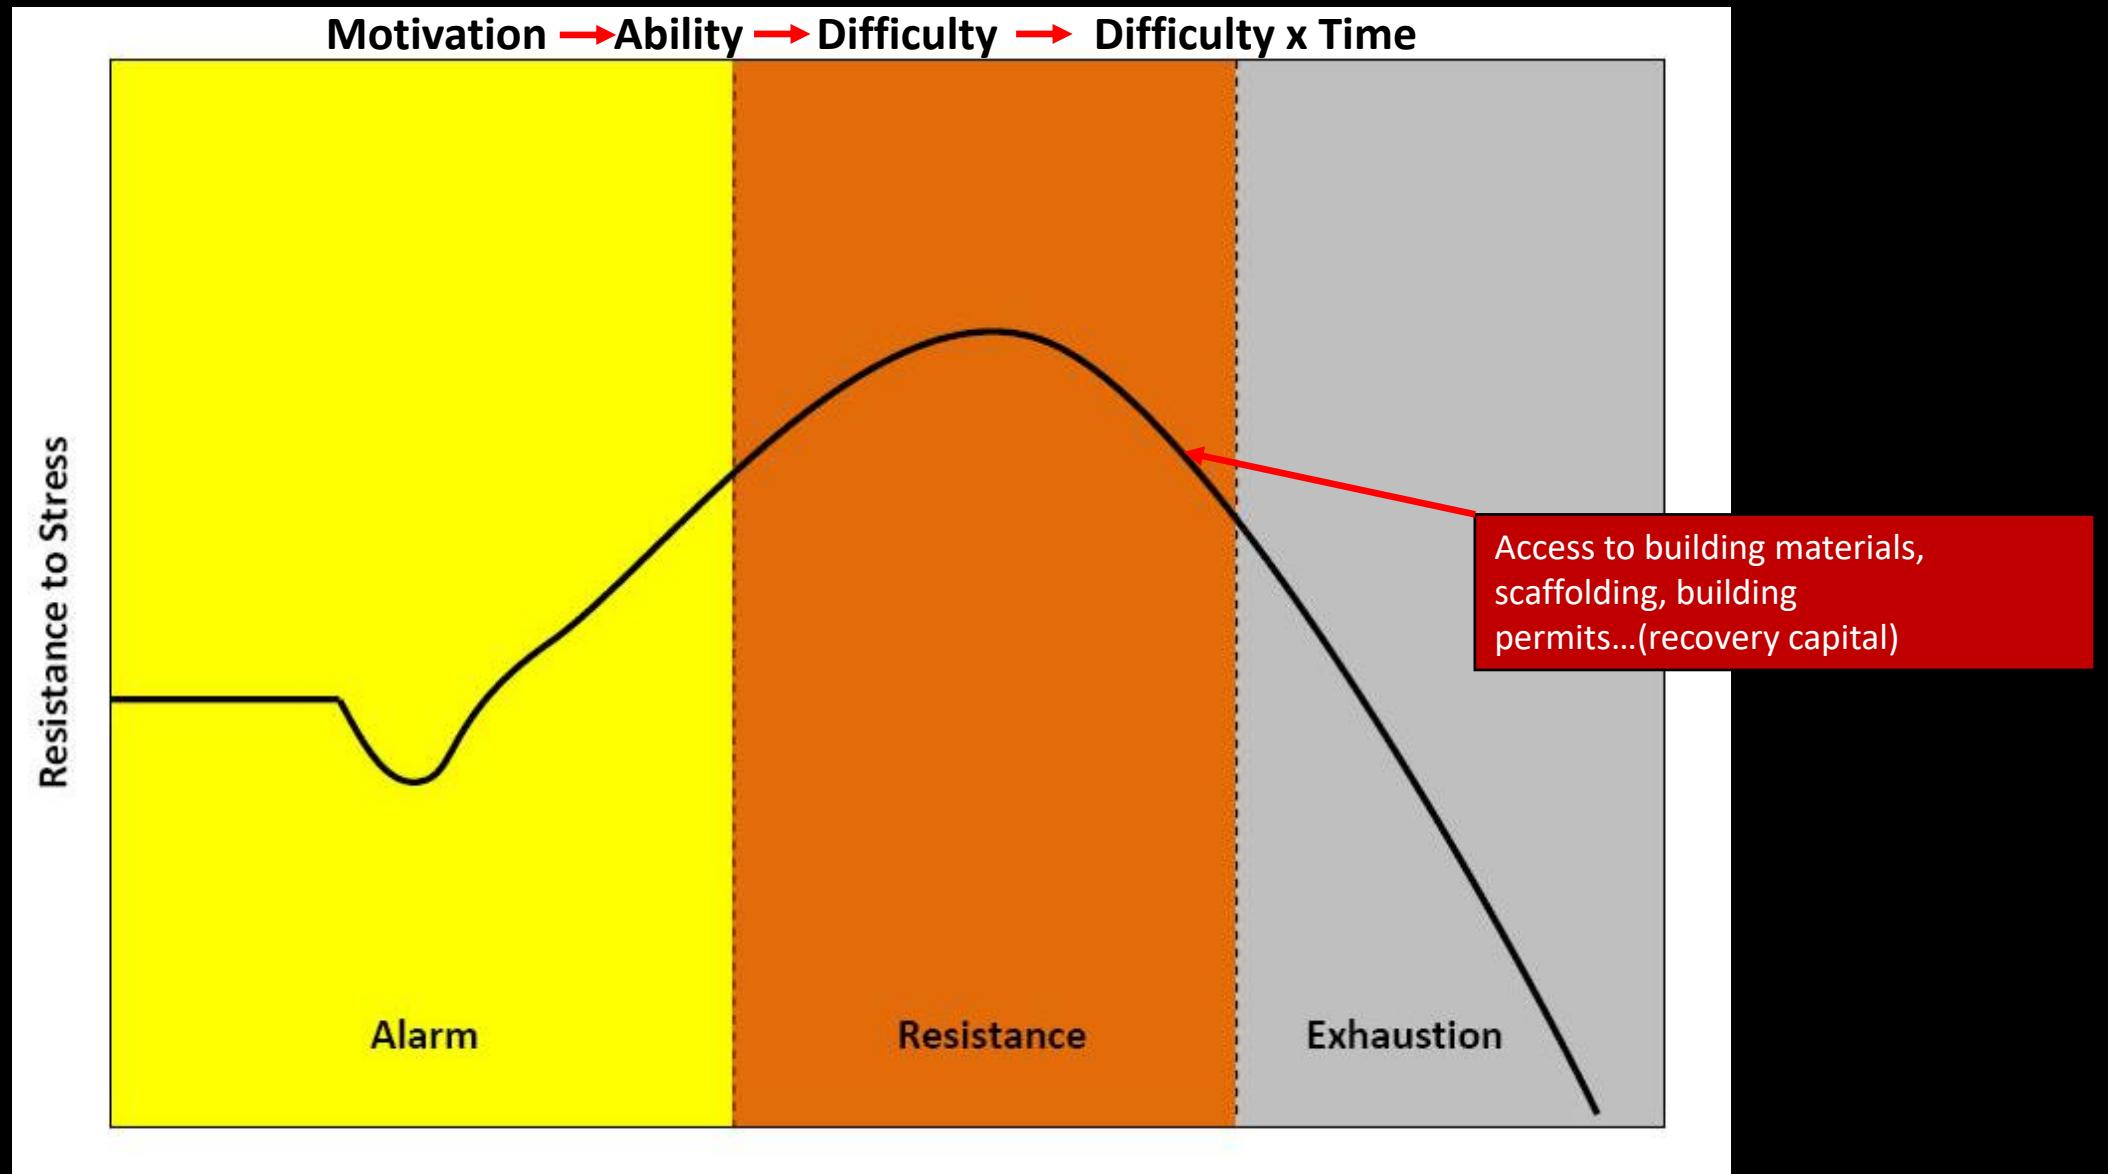 Motivation → Ability → Difficulty → Difficulty x Time
Resistance to Stress
Access to building materials,
scaffolding, building
permits...(recovery capital)
Alarm
Resistance
Exhaustion